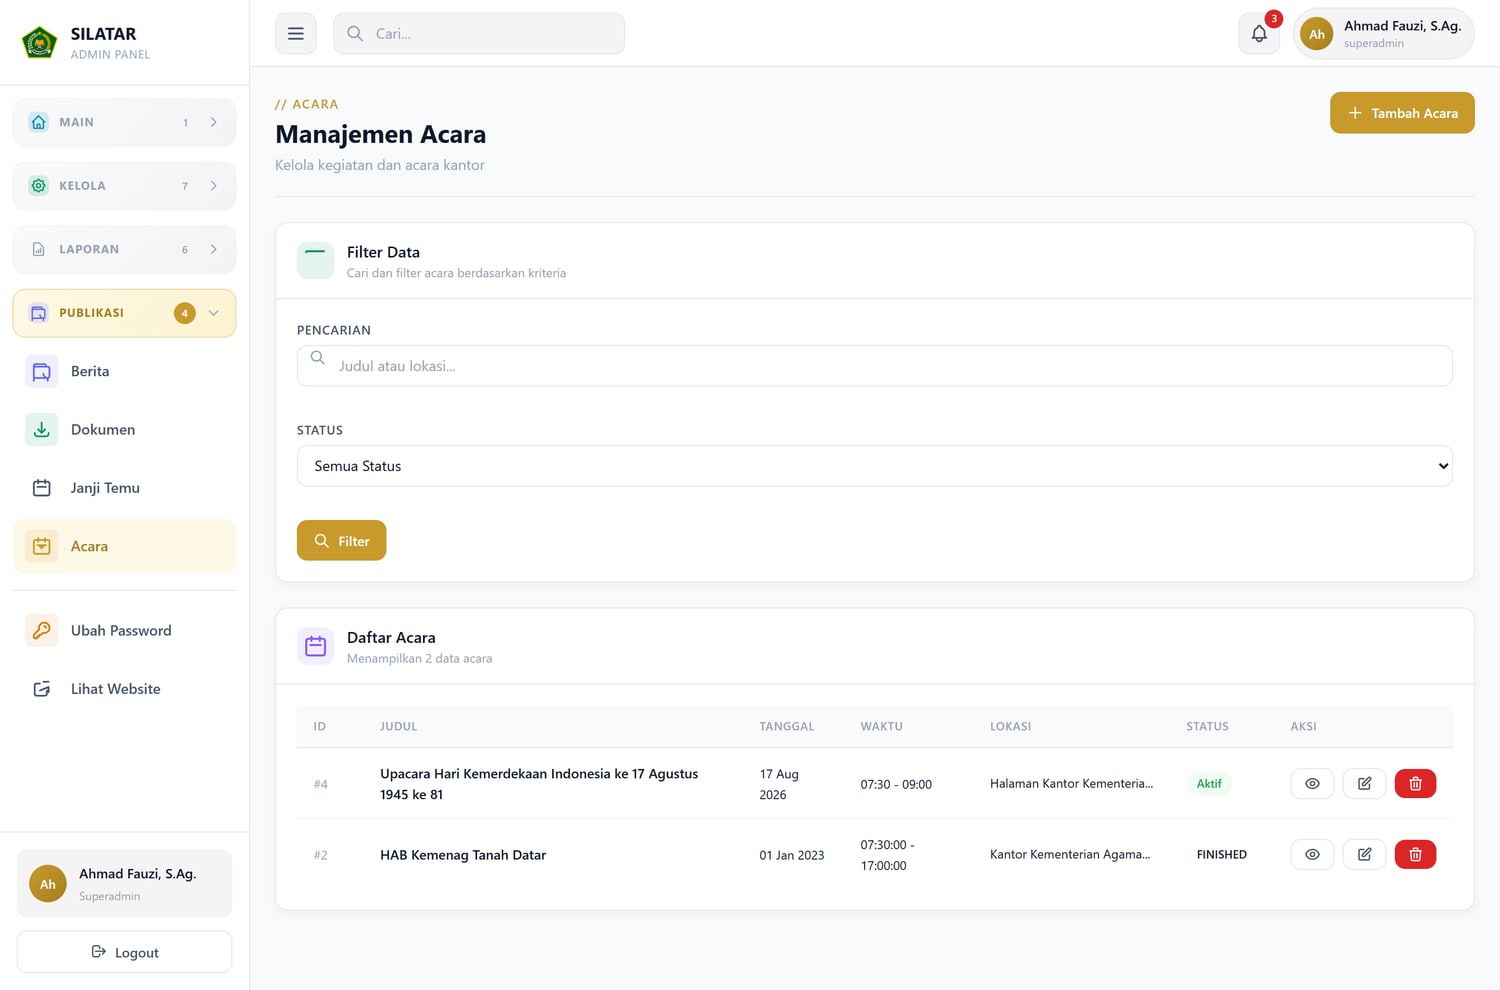 SILATAR
ADMIN PANEL
MAIN 1
KELOLA 7
LAPORAN 6
PUBLIKASI 4
Berita
Dokumen
Janji Temu
Acara
Ubah Password
Lihat Website
Ah Ahmad Fauzi, S.Ag.
Superadmin
Logout
Cari...
3
Ah Ahmad Fauzi, S.Ag.
superadmin
// ACARA
Manajemen Acara
Kelola kegiatan dan acara kantor
Tambah Acara
Filter Data
Cari dan filter acara berdasarkan kriteria
PENCARIAN
Judul atau lokasi...
STATUS
Semua Status
Filter
Daftar Acara
Menampilkan 2 data acara
ID JUDUL TANGGAL WAKTU LOKASI STATUS AKSI
#4 Upacara Hari Kemerdekaan Indonesia ke 17 Agustus 1945 ke 81 17 Aug 2026 07:30 - 09:00 Halaman Kantor Kementeria... Aktif
#2 HAB Kemenag Tanah Datar 01 Jan 2023 07:30:00 - 17:00:00 Kantor Kementerian Agama... FINISHED